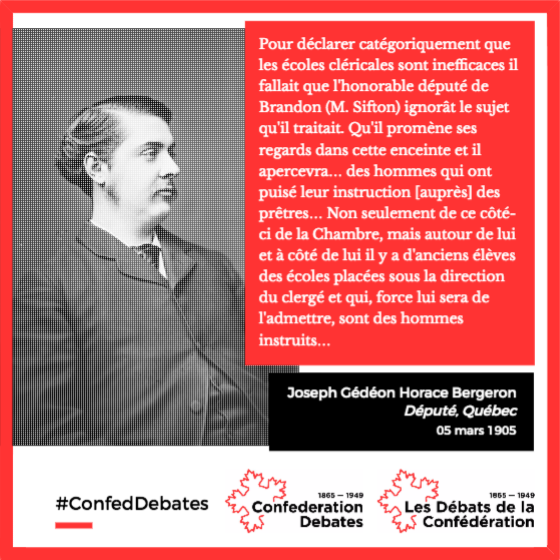 Pour déclarer catégoriquement que
les écoles cléricales sont inefficaces il
fallait que l'honorable député de
Brandon (M. Sifton) ignorât le sujet
qu'il traitait. Qu'il promène ses
regards dans cette enceinte et il
apercevra... des hommes qui ont
puisé leur instruction [auprès] des
prêtres... Non seulement de ce côté-
ci de la Chambre, mais autour de lui
et à côté de lui il y a d'anciens élèves
des écoles placées sous la direction
du clergé et qui, force lui sera de
l'admettre, sont des hommes
instruits...
Joseph Gédéon Horace Bergeron
Député, Québec
05 mars 1905
#ConfedDebates
1865 — 1949
Confederation
Debates
1865 — 1949
Les Débats de la
Confédération